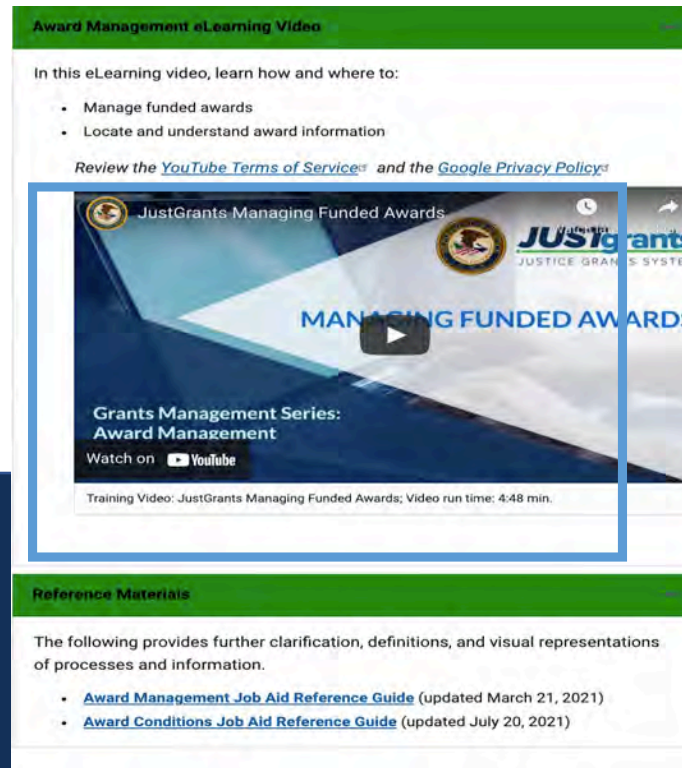 Award Management eLearning Video
In this eLearning video, learn how and where to:
• Manage funded awards
• Locate and understand award information
Review the YouTube Terms of Service and the Google Privacy Policy
JustGrants Managing Funded Awards
JUSTgrants
JUSTICE GRANTS SYSTE
MANAGING FUNDED AWARDS
Grants Management Series:
Award Management
Watch on YouTube
Training Video: JustGrants Managing Funded Awards; Video run time: 4:48 min.
Reference Materials
The following provides further clarification, definitions, and visual representations
of processes and information.
• Award Management Job Aid Reference Guide (updated March 21, 2021)
• Award Conditions Job Aid Reference Guide (updated July 20, 2021)